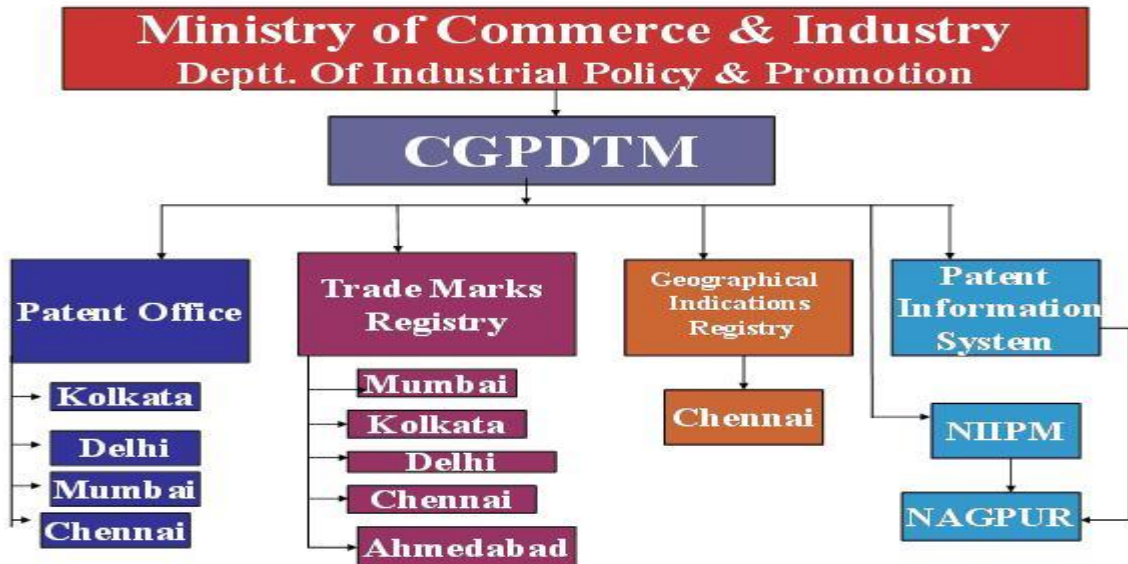 Ministry of Commerce & Industry
Deptt. Of Industrial Policy & Promotion
CGPDTM
Patent Office
Kolkata
Delhi
Mumbai
Chennai
Trade Marks
Registry
Mumbai
Kolkata
Delhi
Chennai
Ahmedabad
Geographical
Indications
Registry
Chennai
Patent
Information
System
NIIPM
NAGPUR